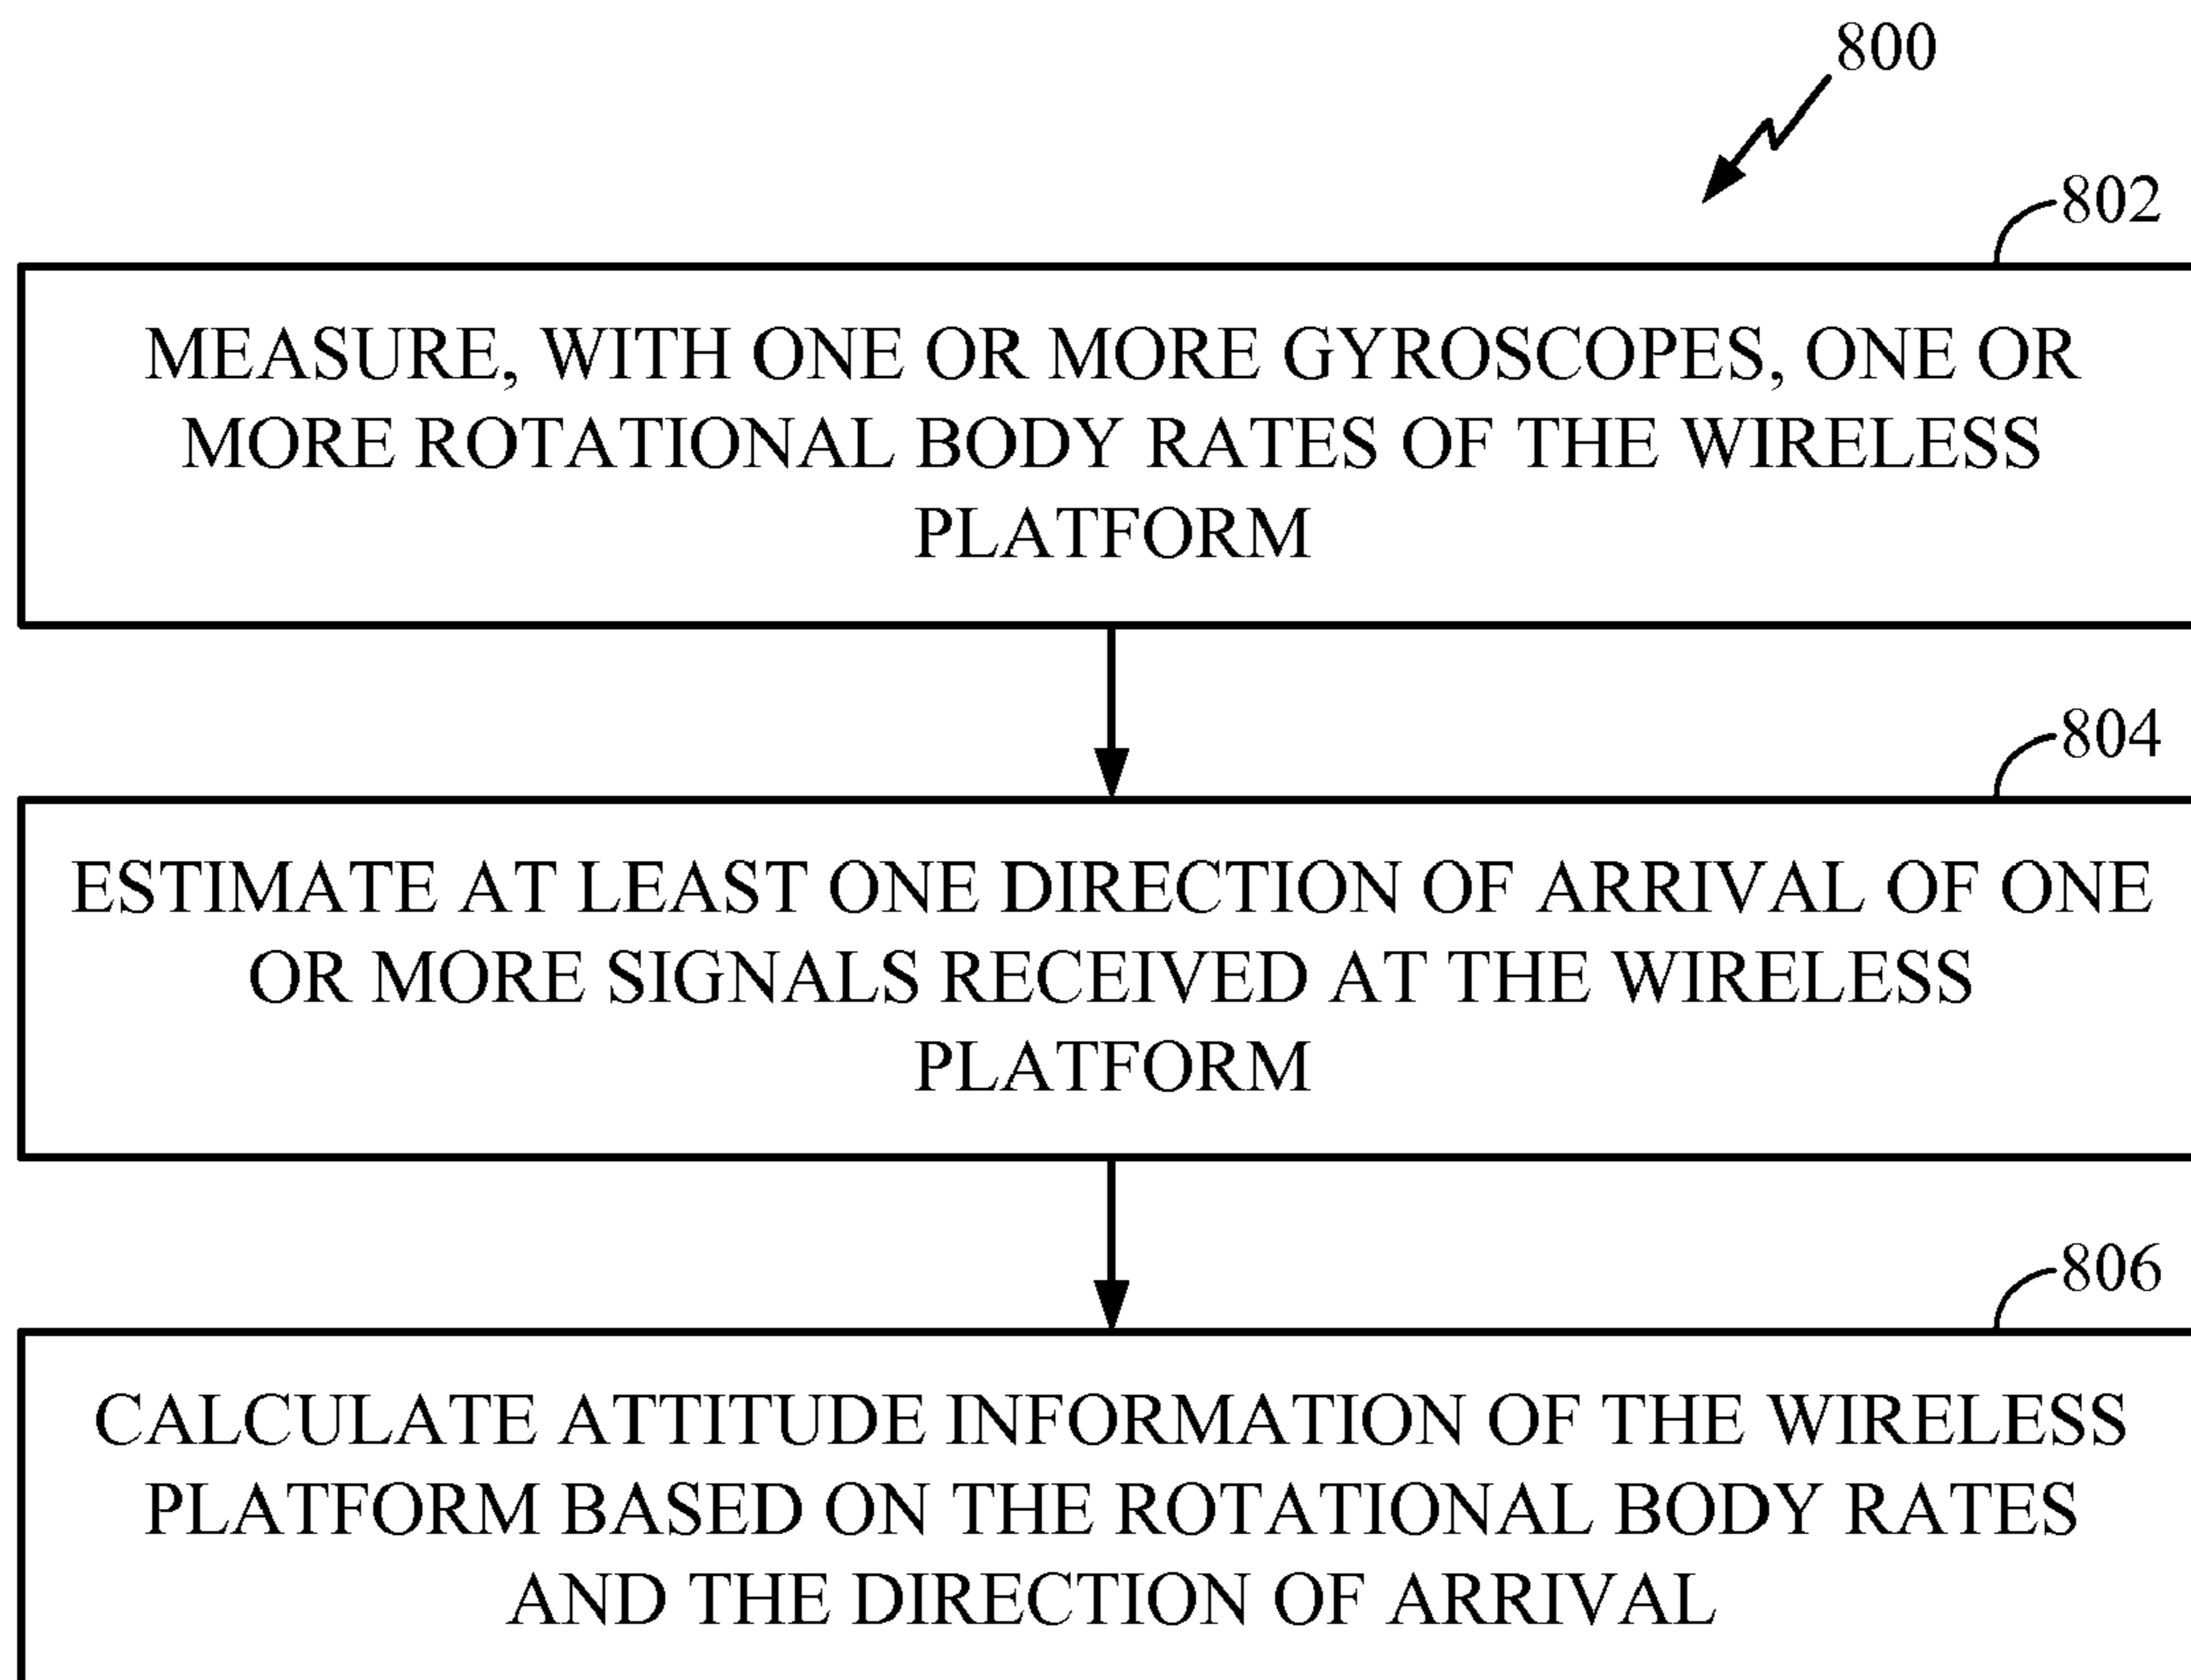 800
802
MEASURE, WITH ONE OR MORE GYROSCOPES, ONE OR
MORE ROTATIONAL BODY RATES OF THE WIRELESS
PLATFORM
804
ESTIMATE AT LEAST ONE DIRECTION OF ARRIVAL OF ONE
OR MORE SIGNALS RECEIVED AT THE WIRELESS
PLATFORM
806
CALCULATE ATTITUDE INFORMATION OF THE WIRELESS
PLATFORM BASED ON THE ROTATIONAL BODY RATES
AND THE DIRECTION OF ARRIVAL